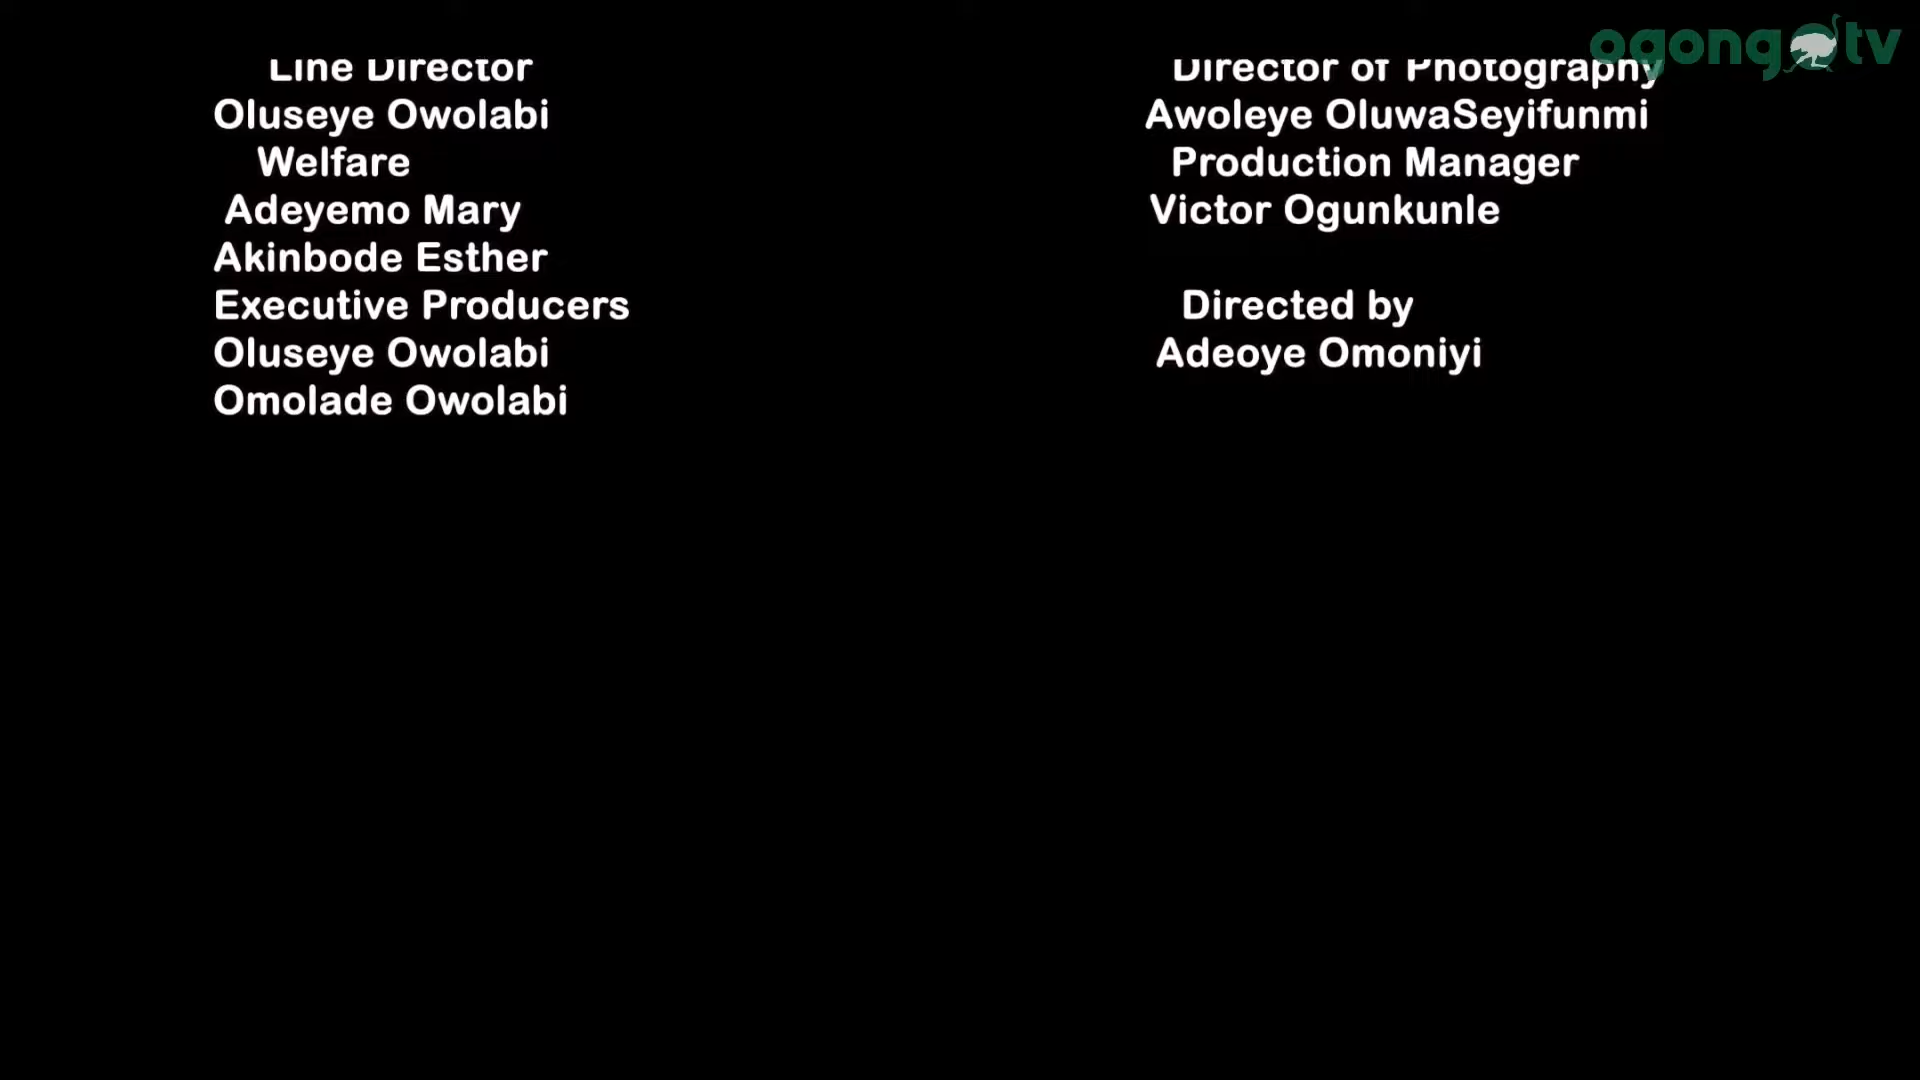 Line Director
Oluseye Owolabi
Welfare
Adeyemo Mary
Akinbode Esther
Executive Producers
Oluseye Owolabi
Omolade Owolabi
Director of Photography
Awoleye OluwaSeyifunmi
Production Manager
Victor Ogunkunle
Directed by
Adeoye Omoniyi
ogongotv